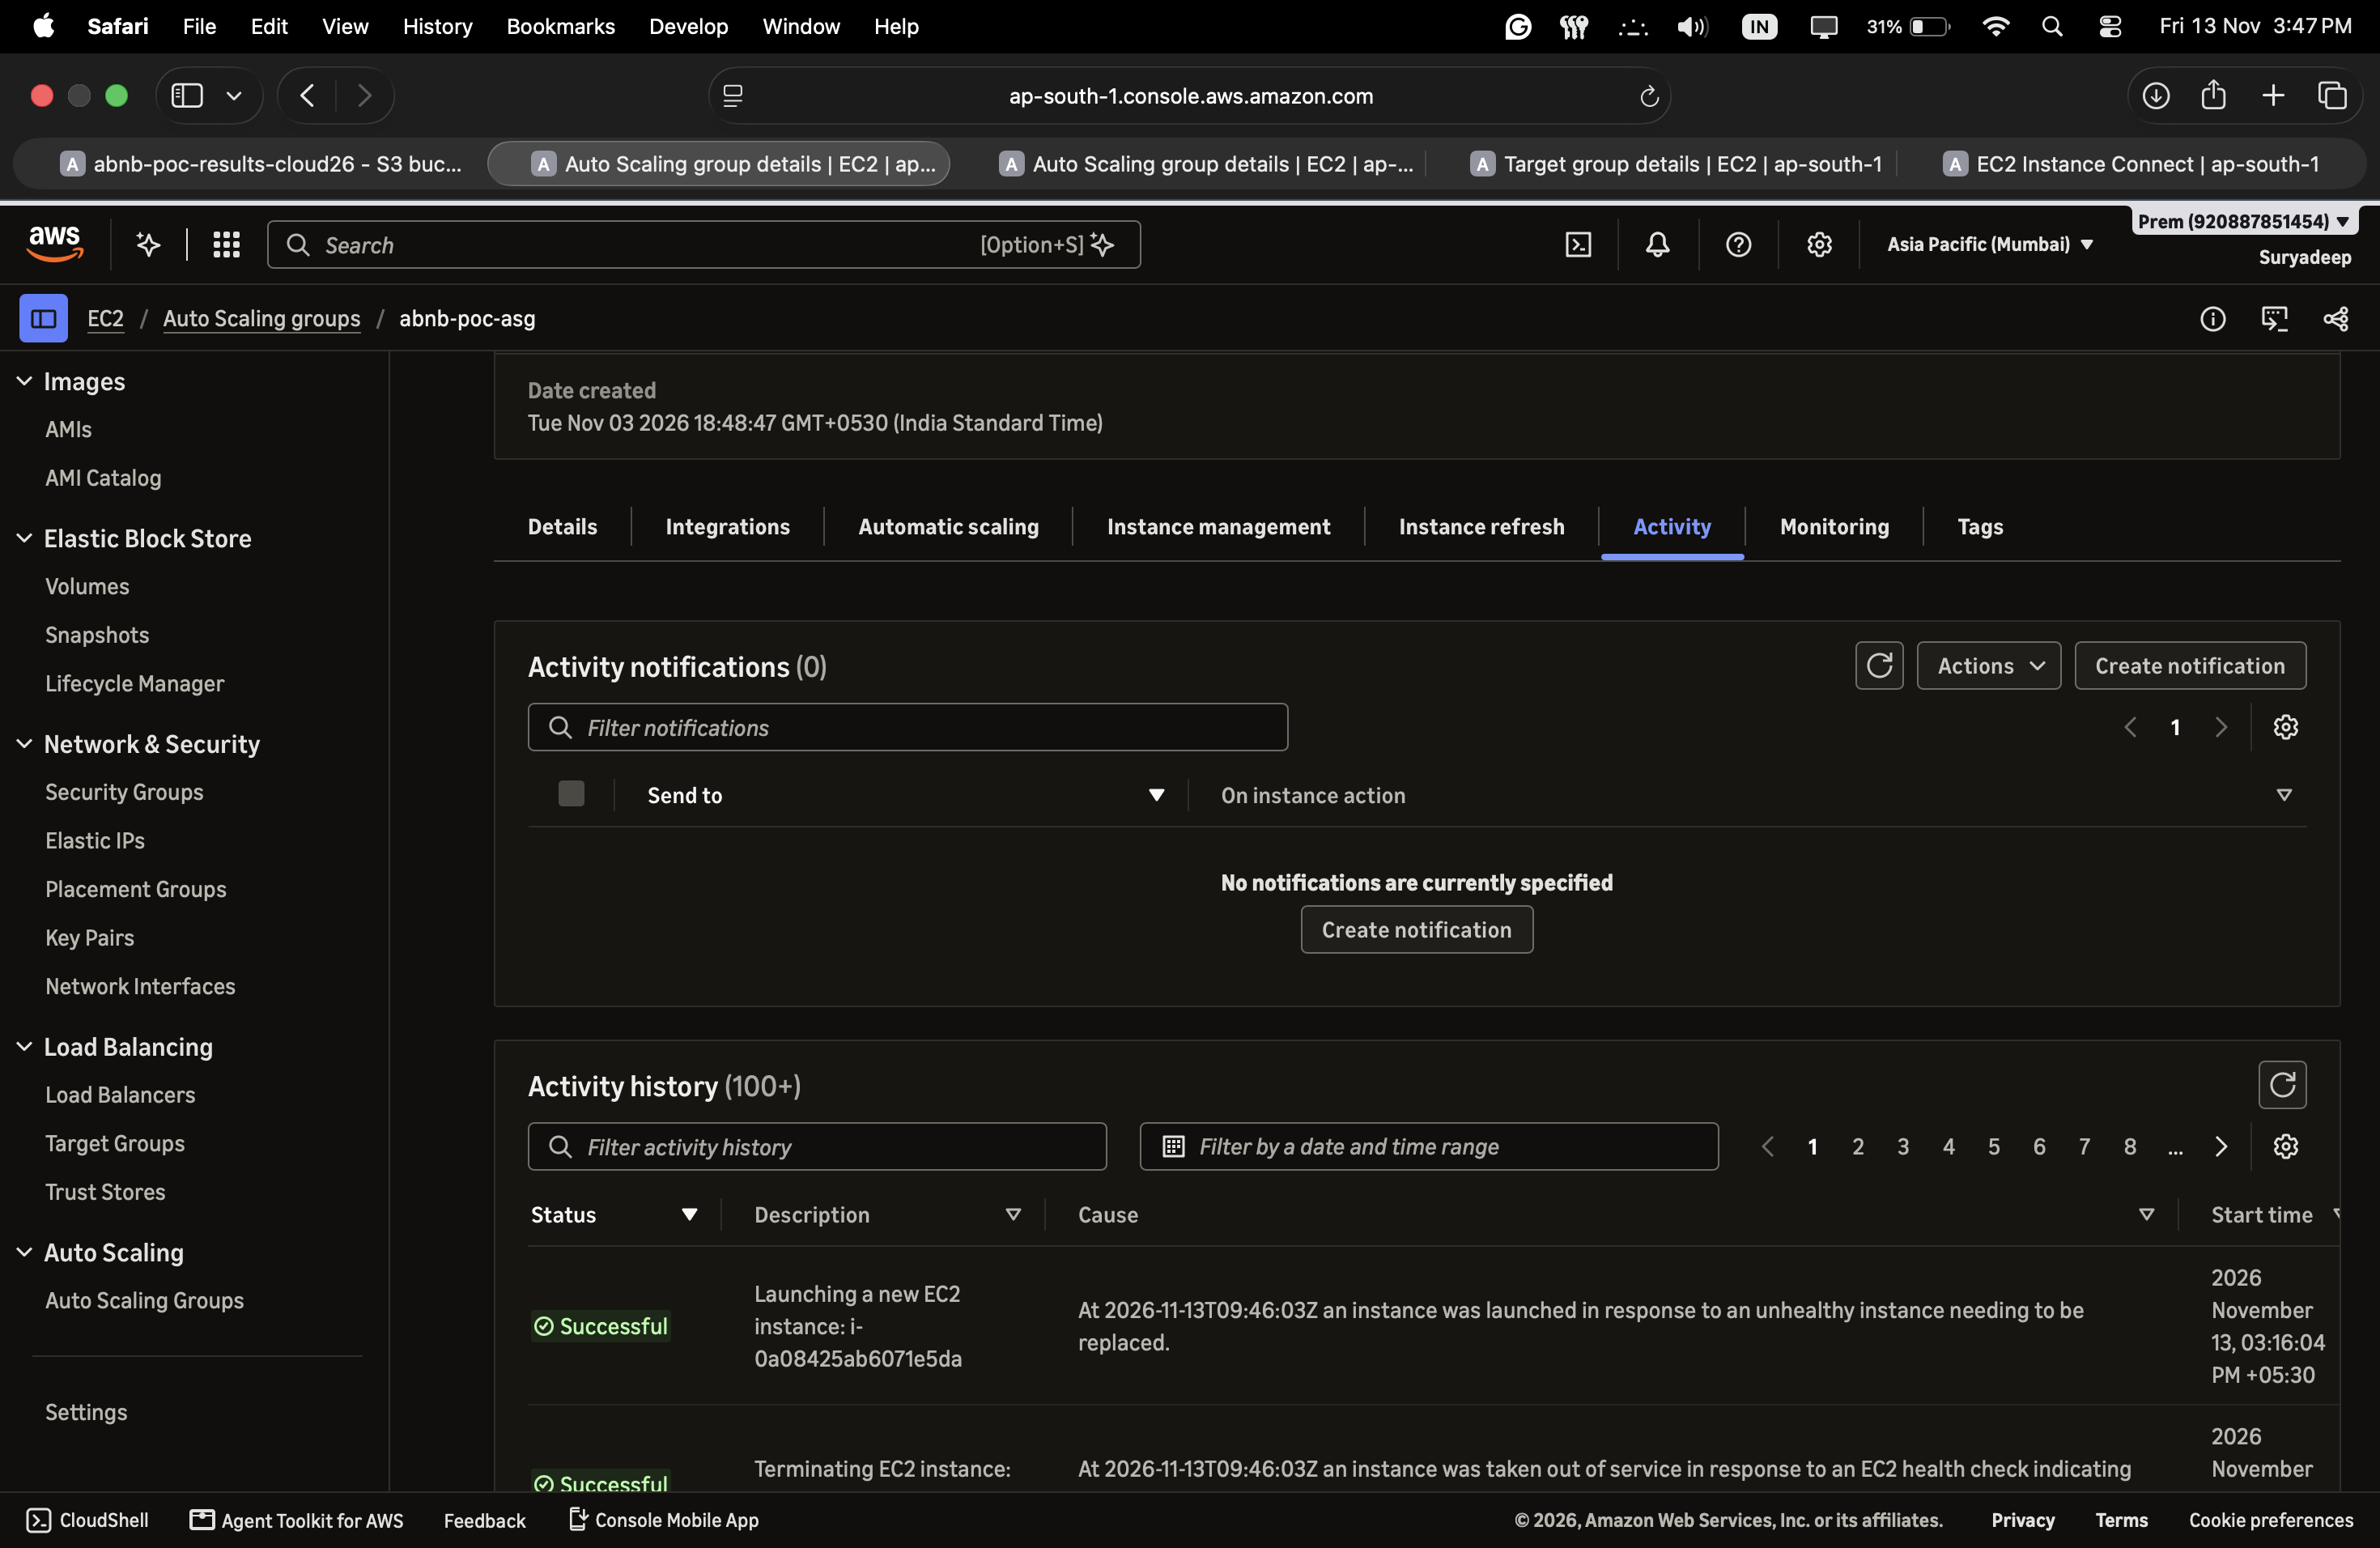 Safari File Edit View History Bookmarks Develop Window Help IN 31% Fri 13 Nov 3:47 PM
ap-south-1.console.aws.amazon.com
A abnb-poc-results-cloud26 - S3 buc... A Auto Scaling group details | EC2 | ap... A Auto Scaling group details | EC2 | ap-... A Target group details | EC2 | ap-south-1 A EC2 Instance Connect | ap-south-1
Prem (920887851454) ▼
aws Search [Option+S] Asia Pacific (Mumbai) ▼
Suryadeep
EC2 / Auto Scaling groups / abnb-poc-asg
Images
AMIs
AMI Catalog
Elastic Block Store
Volumes
Snapshots
Lifecycle Manager
Network & Security
Security Groups
Elastic IPs
Placement Groups
Key Pairs
Network Interfaces
Load Balancing
Load Balancers
Target Groups
Trust Stores
Auto Scaling
Auto Scaling Groups
Settings
Date created
Tue Nov 03 2026 18:48:47 GMT+0530 (India Standard Time)
Details Integrations Automatic scaling Instance management Instance refresh Activity Monitoring Tags
Activity notifications (0)
Actions Create notification
Filter notifications
1
Send to On instance action
No notifications are currently specified
Create notification
Activity history (100+)
Filter activity history Filter by a date and time range 1 2 3 4 5 6 7 8 ...
Status Description Cause Start time
Successful
Launching a new EC2
instance: i-
0a08425ab6071e5da
At 2026-11-13T09:46:03Z an instance was launched in response to an unhealthy instance needing to be
replaced.
2026
November
13, 03:16:04
PM +05:30
Successful
Terminating EC2 instance:
At 2026-11-13T09:46:03Z an instance was taken out of service in response to an EC2 health check indicating
2026
November
CloudShell Agent Toolkit for AWS Feedback Console Mobile App © 2026, Amazon Web Services, Inc. or its affiliates. Privacy Terms Cookie preferences